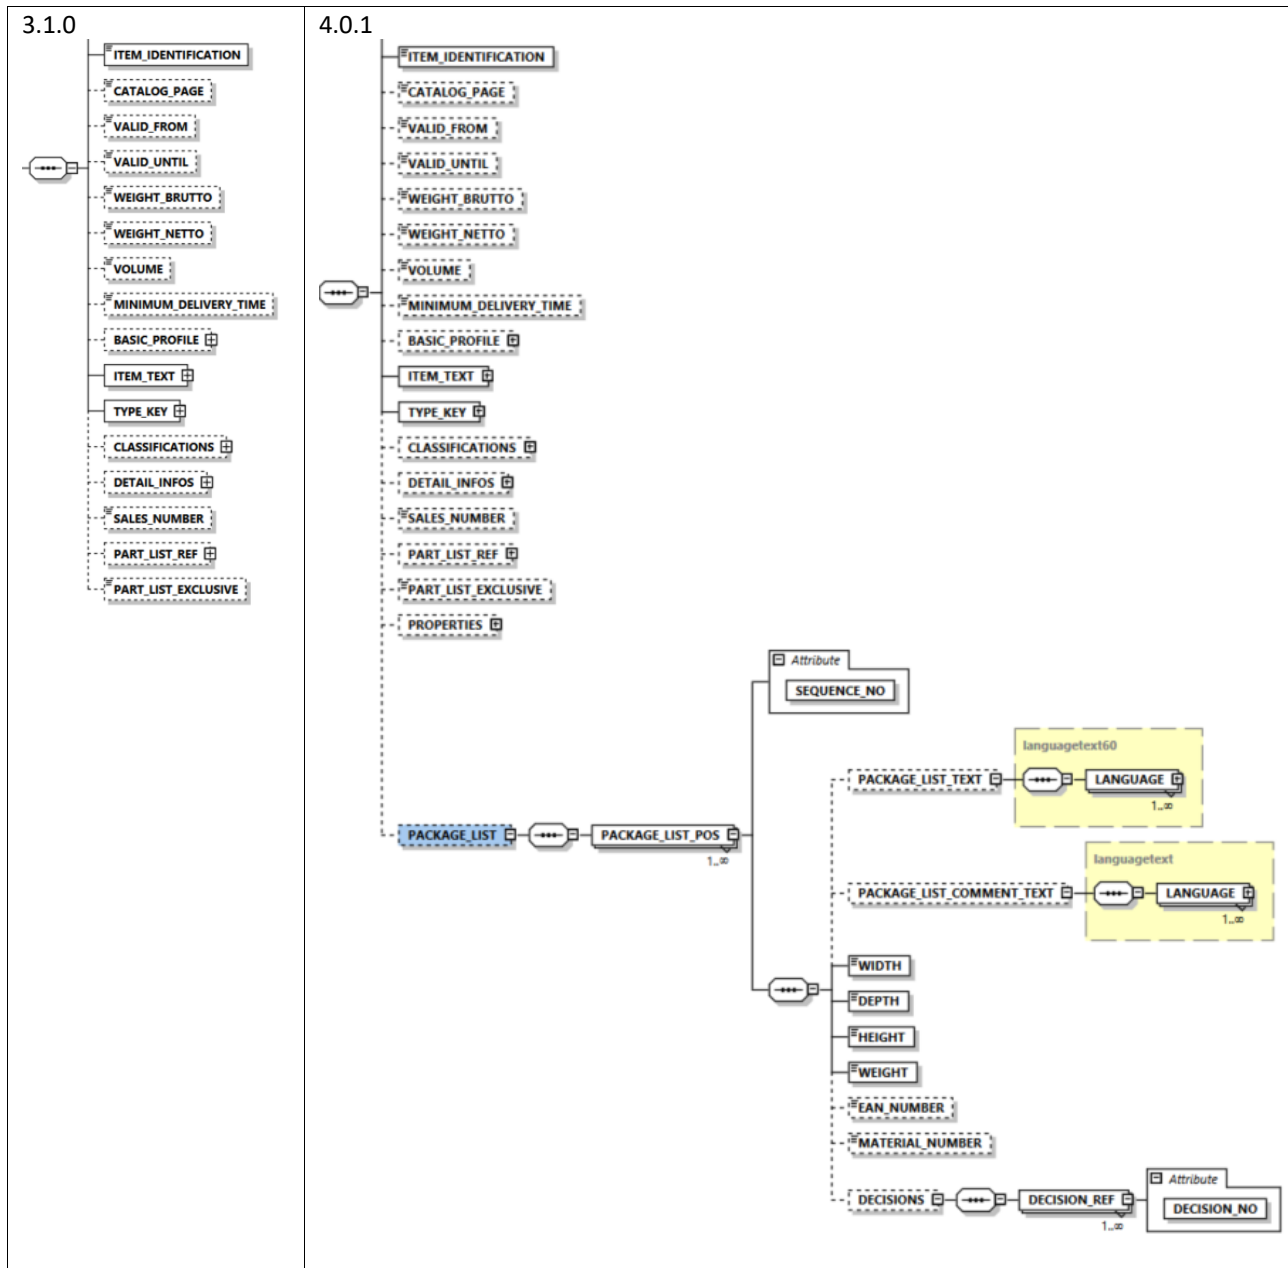 3.1.0
ITEM_IDENTIFICATION
CATALOG_PAGE
VALID_FROM
VALID_UNTIL
WEIGHT_BRUTTO
WEIGHT_NETTO
VOLUME
MINIMUM_DELIVERY_TIME
BASIC_PROFILE
ITEM_TEXT
TYPE_KEY
CLASSIFICATIONS
DETAIL_INFOS
SALES_NUMBER
PART_LIST_REF
PART_LIST_EXCLUSIVE
4.0.1
ITEM_IDENTIFICATION
CATALOG_PAGE
VALID_FROM
VALID_UNTIL
WEIGHT_BRUTTO
WEIGHT_NETTO
VOLUME
MINIMUM_DELIVERY_TIME
BASIC_PROFILE
ITEM_TEXT
TYPE_KEY
CLASSIFICATIONS
DETAIL_INFOS
SALES_NUMBER
PART_LIST_REF
PART_LIST_EXCLUSIVE
PROPERTIES
PACKAGE_LIST
PACKAGE_LIST_POS
1..∞
Attribute
SEQUENCE_NO
languagetext60
PACKAGE_LIST_TEXT
LANGUAGE
1..∞
languagetext
PACKAGE_LIST_COMMENT_TEXT
LANGUAGE
1..∞
WIDTH
DEPTH
HEIGHT
WEIGHT
EAN_NUMBER
MATERIAL_NUMBER
DECISIONS
DECISION_REF
1..∞
Attribute
DECISION_NO